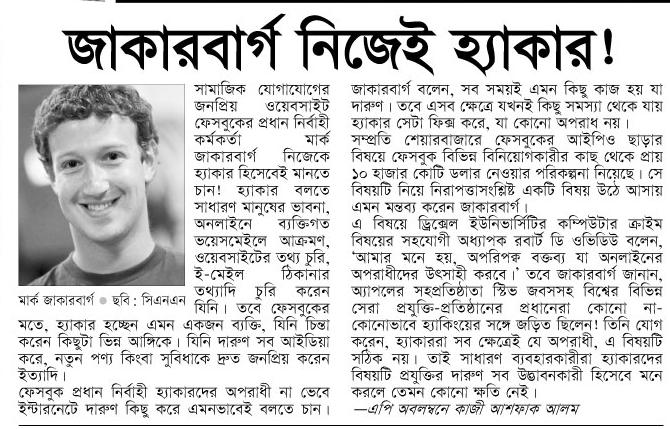 জাকারবার্গ নিজেই হ্যাকার!
সামাজিক যোগাযোগের
জনপ্রিয় ওয়েবসাইট
ফেসবুকের প্রধান নির্বাহী
কর্মকর্তা মার্ক
জাকারবার্গ নিজেকে
হ্যাকার হিসেবেই মানতে
চান! হ্যাকার বলতে
সাধারণ মানুষের ভাবনা,
অনলাইনে ব্যক্তিগত
ভয়েসমেইলে আক্রমণ,
ওয়েবসাইটের তথ্য চুরি,
ই-মেইল ঠিকানার
তথ্যাদি চুরি করেন
যিনি। তবে ফেসবুকের
মার্ক জাকারবার্গ ● ছবি : সিএনএন
মতে, হ্যাকার হচ্ছেন এমন একজন ব্যক্তি, যিনি চিন্তা
করেন কিছুটা ভিন্ন আঙ্গিকে। যিনি দারুণ সব আইডিয়া
করে, নতুন পণ্য কিংবা সুবিধাকে দ্রুত জনপ্রিয় করেন
ইত্যাদি।
ফেসবুক প্রধান নির্বাহী হ্যাকারদের অপরাধী না ভেবে
ইন্টারনেটে দারুণ কিছু করে এমনভাবেই বলতে চান।
জাকারবার্গ বলেন, সব সময়ই এমন কিছু কাজ হয় যা
দারুণ। তবে এসব ক্ষেত্রে যখনই কিছু সমস্যা থেকে যায়
হ্যাকার সেটা ফিক্স করে, যা কোনো অপরাধ নয়।
সম্প্রতি শেয়ারবাজারে ফেসবুকের আইপিও ছাড়ার
বিষয়ে ফেসবুক বিভিন্ন বিনিয়োগকারীর কাছ থেকে প্রায়
১০ হাজার কোটি ডলার নেওয়ার পরিকল্পনা নিয়েছে। সে
বিষয়টি নিয়ে নিরাপত্তাসংশ্লিষ্ট একটি বিষয় উঠে আসায়
এমন মন্তব্য করেন জাকারবার্গ।
এ বিষয়ে ড্রিক্সেল ইউনিভার্সিটির কম্পিউটার ক্রাইম
বিষয়ের সহযোগী অধ্যাপক রবার্ট ডি ওভিডিউ বলেন,
‘আমার মনে হয়, অপরিপক্ব বক্তব্য যা অনলাইনের
অপরাধীদের উৎসাহী করবে।’ তবে জাকারবার্গ জানান,
অ্যাপলের সহপ্রতিষ্ঠাতা স্টিভ জবসসহ বিশ্বের বিভিন্ন
সেরা প্রযুক্তি-প্রতিষ্ঠানের প্রধানেরা কোনো না-
কোনোভাবে হ্যাকিংয়ের সঙ্গে জড়িত ছিলেন! তিনি যোগ
করেন, হ্যাকাররা সব ক্ষেত্রেই যে অপরাধী, এ বিষয়টি
সঠিক নয়। তাই সাধারণ ব্যবহারকারীরা হ্যাকারদের
বিষয়টি প্রযুক্তির দারুণ সব উদ্ভাবনকারী হিসেবে মনে
করলে তেমন কোনো ক্ষতি নেই।
—এপি অবলম্বনে কাজী আশফাক আলম